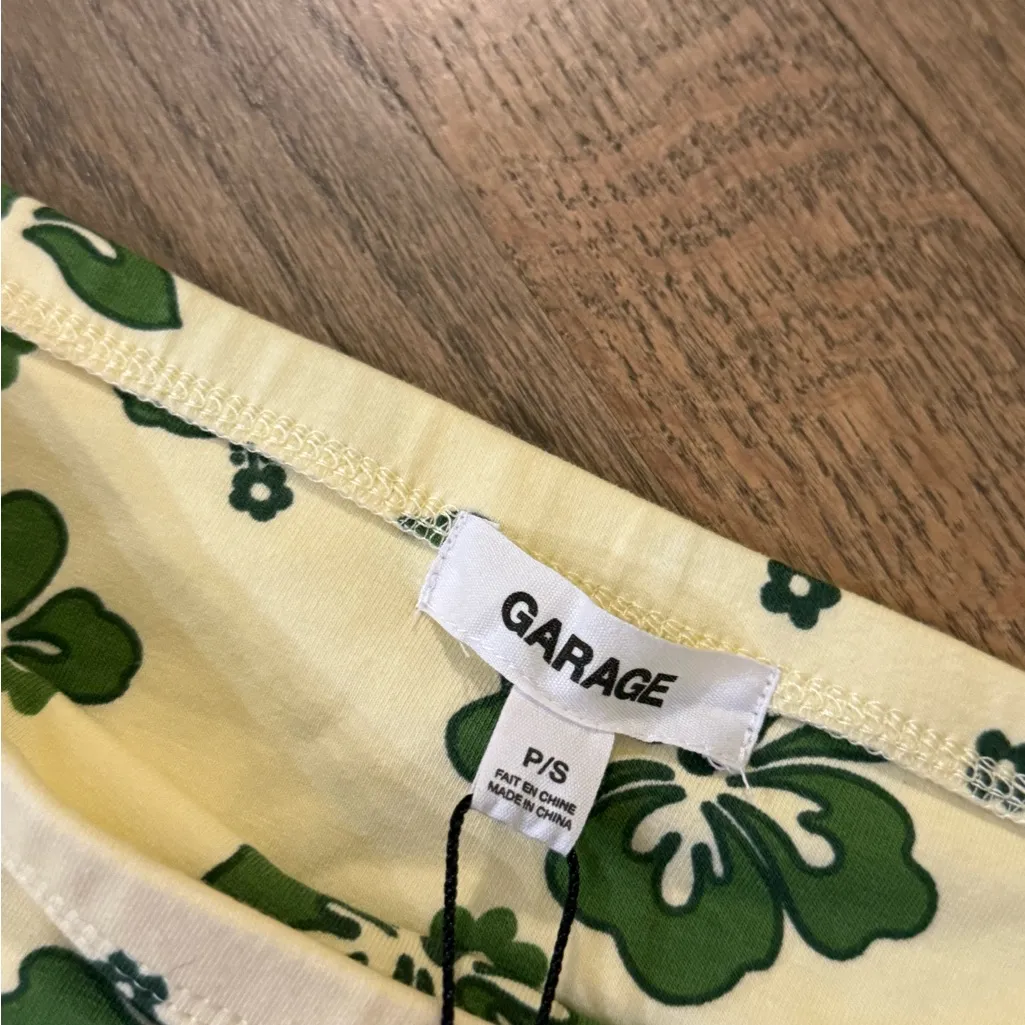 GARAGE
P/S
FAIT EN CHINE
MADE IN CHINA